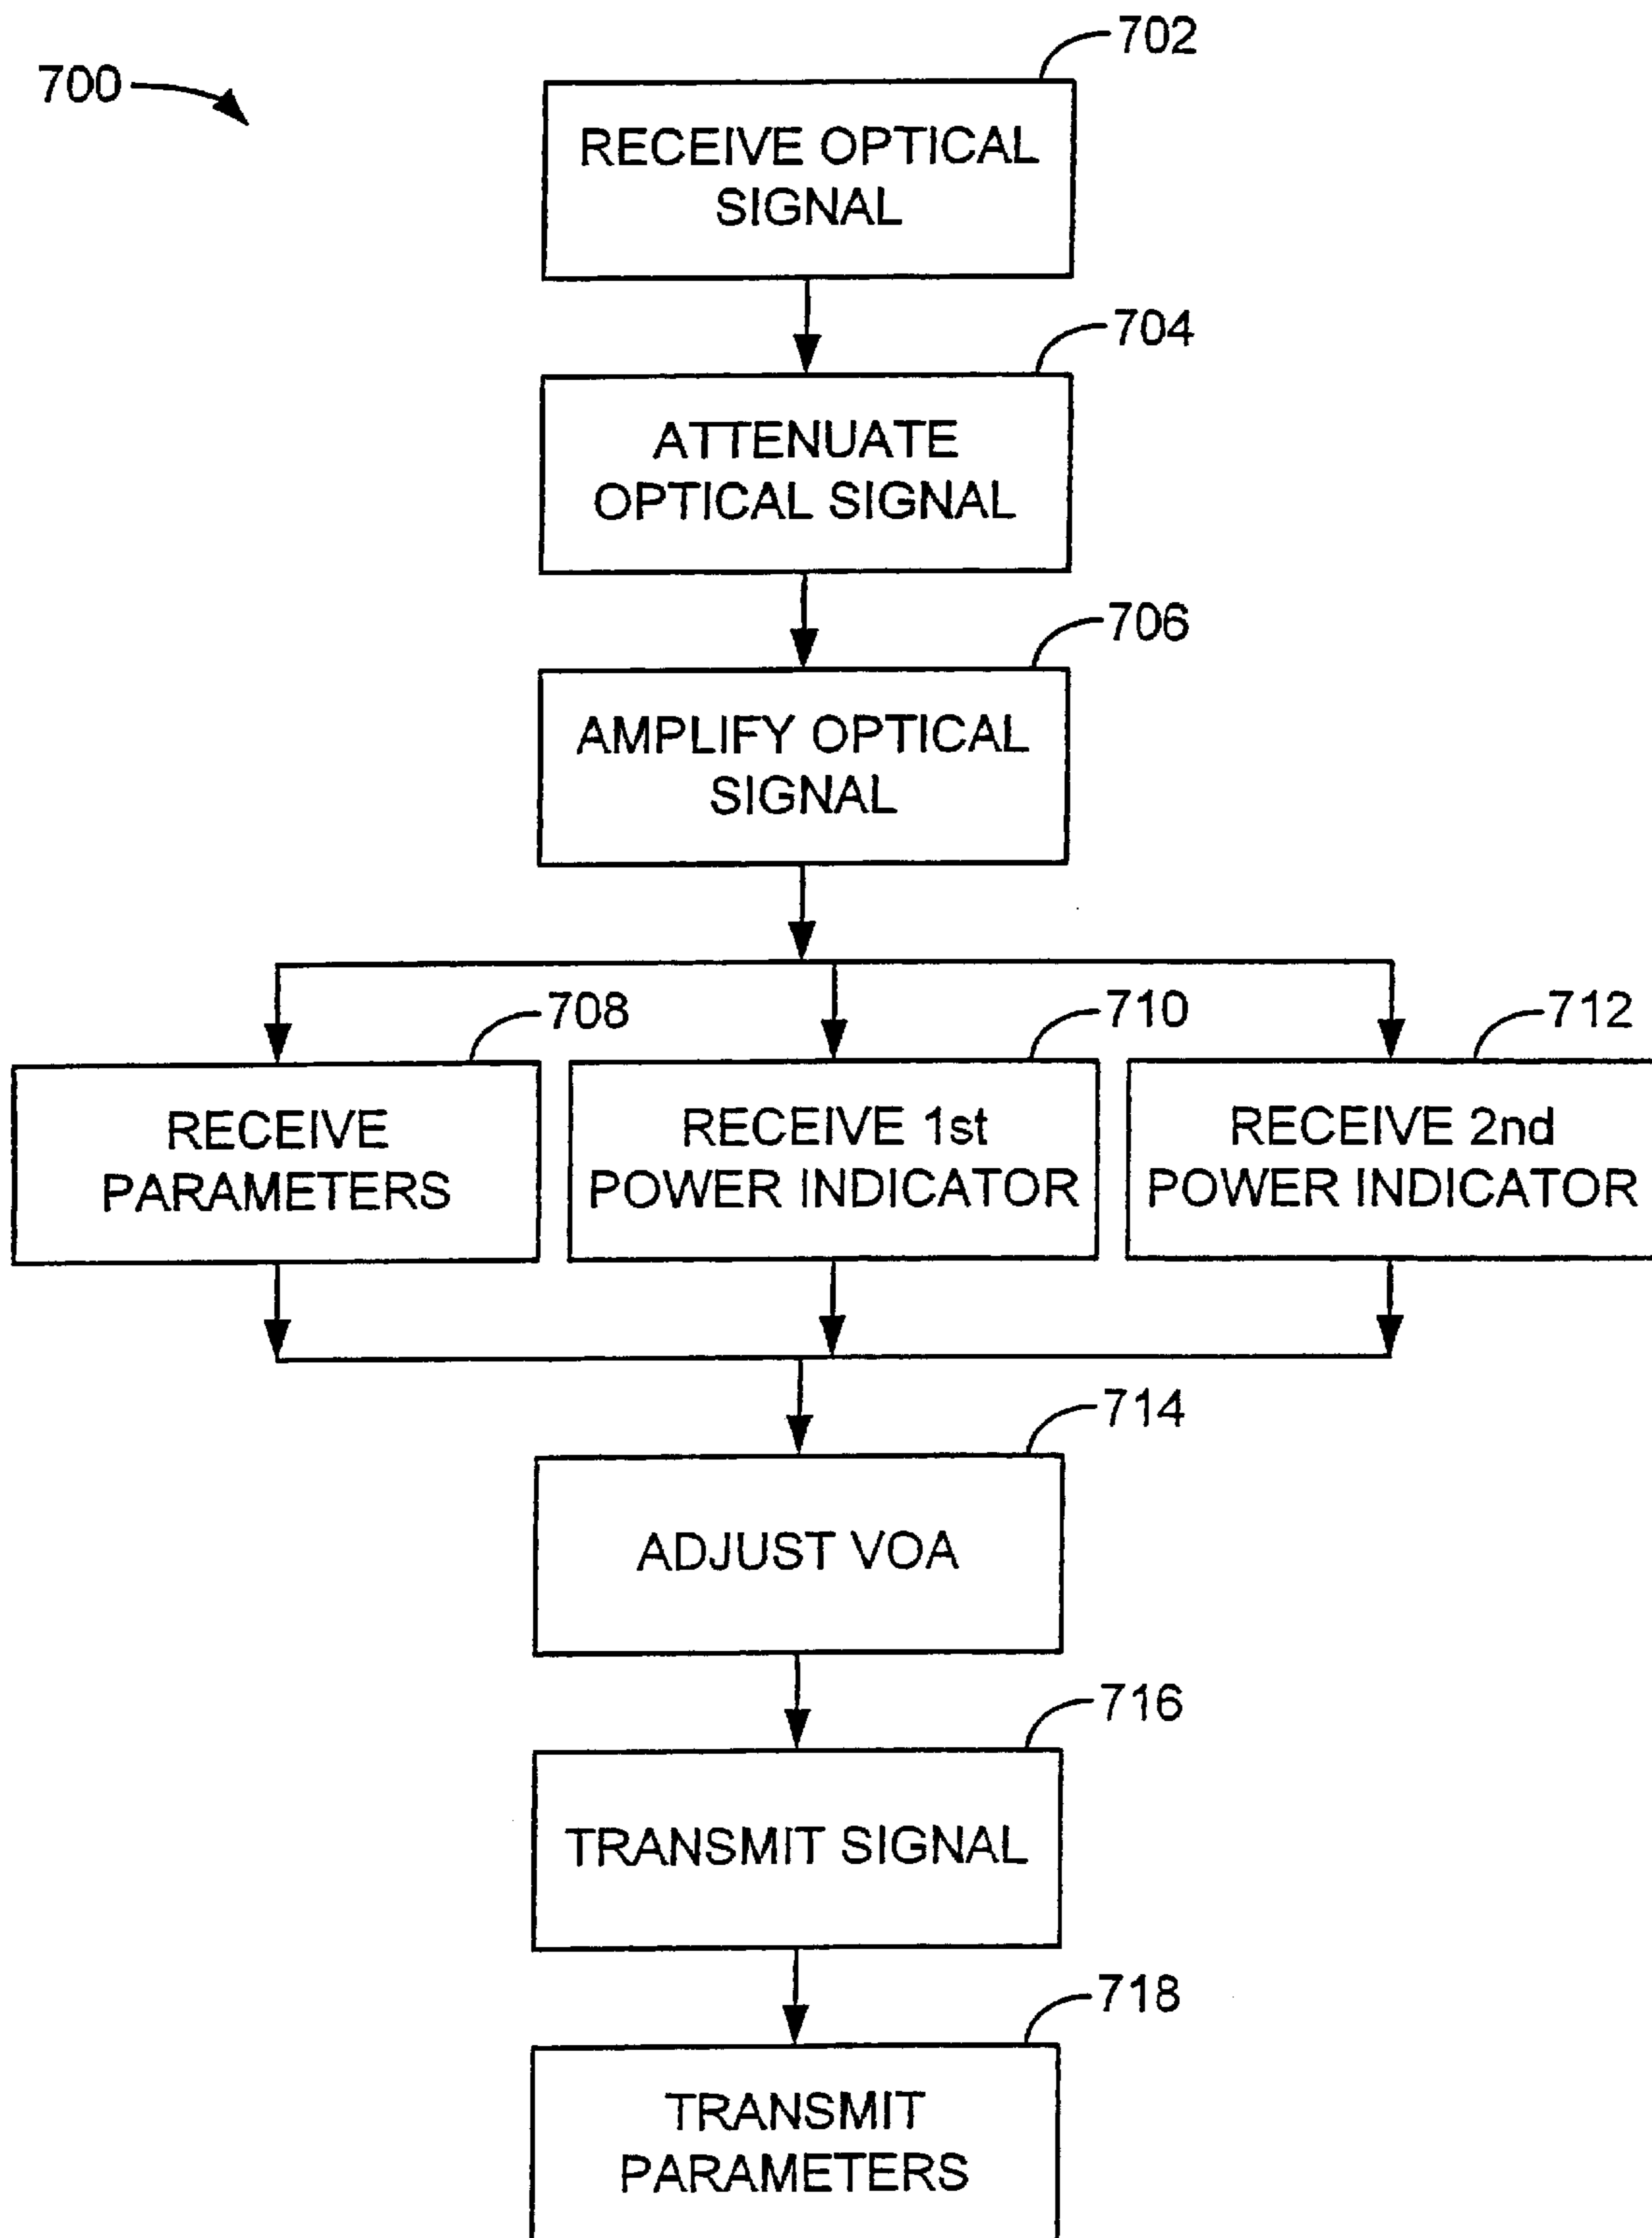 700
702
RECEIVE OPTICAL
SIGNAL
704
ATTENUATE
OPTICAL SIGNAL
706
AMPLIFY OPTICAL
SIGNAL
708
RECEIVE
PARAMETERS
710
RECEIVE 1st
POWER INDICATOR
712
RECEIVE 2nd
POWER INDICATOR
714
ADJUST VOA
716
TRANSMIT SIGNAL
718
TRANSMIT
PARAMETERS